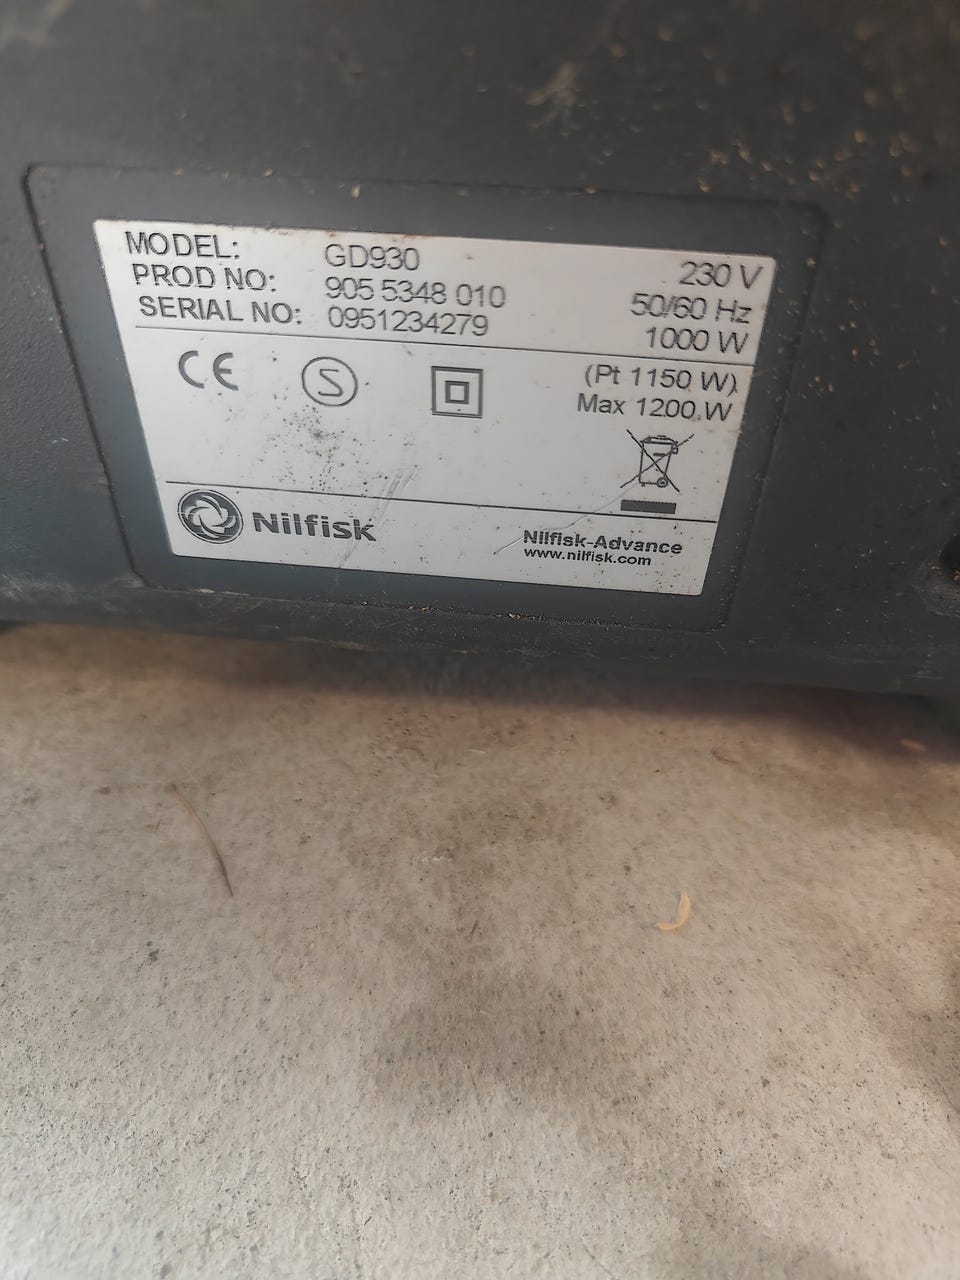 MODEL: GD930 230 V
PROD NO: 905 5348 010 50/60 Hz
SERIAL NO: 0951234279 1000 W
CE S (Pt 1150 W)
Max 1200 W
Nilfisk Nilfisk-Advance
www.nilfisk.com